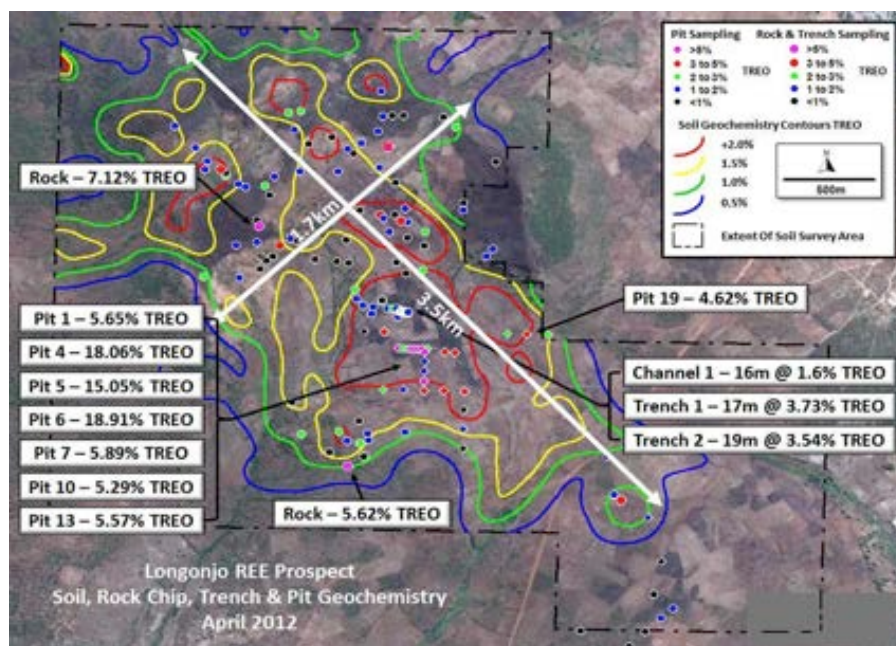 Pit Sampling
Rock & Trench Sampling
>5%
3 to 5%
2 to 3%
1 to 2%
<1%
TREO
>5%
3 to 5%
2 to 3%
1 to 2%
<1%
TREO
Soil Geochemistry Contours TREO
+2.0%
1.5%
1.0%
0.5%
N
500m
Extent Of Soil Survey Area
Rock – 7.12% TREO
1.7km
3.5km
Pit 1 – 5.65% TREO
Pit 4 – 18.06% TREO
Pit 5 – 15.05% TREO
Pit 6 – 18.91% TREO
Pit 7 – 5.89% TREO
Pit 10 – 5.29% TREO
Pit 13 – 5.57% TREO
Pit 19 – 4.62% TREO
Channel 1 – 16m @ 1.6% TREO
Trench 1 – 17m @ 3.73% TREO
Trench 2 – 19m @ 3.54% TREO
Rock – 5.62% TREO
Longonjo REE Prospect
Soil, Rock Chip, Trench & Pit Geochemistry
April 2012